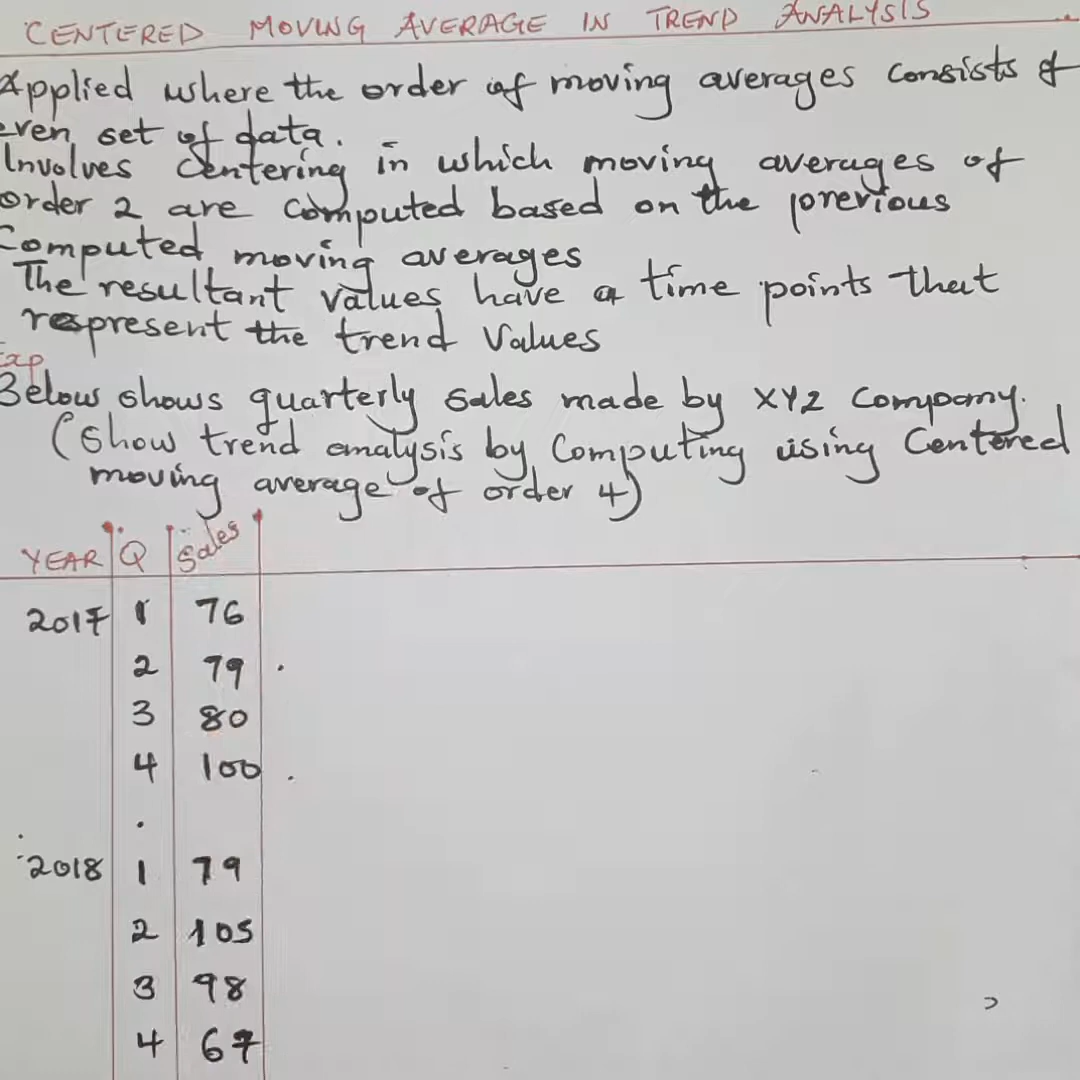 CENTERED MOVING AVERAGE IN TREND ANALYSIS
Applied where the order of moving averages consists of
even set of data.
Involves Centering in which moving averages of
order 2 are computed based on the previous
Computed moving averages
The resultant values have a time points that
represent the trend Values
Below shows quarterly sales made by XYZ Company.
(Show trend analysis by Computing using Centered
moving average of order 4)
YEAR Q Sales
2017 1 76
2 79
3 80
4 100
2018 1 79
2 105
3 98
4 67